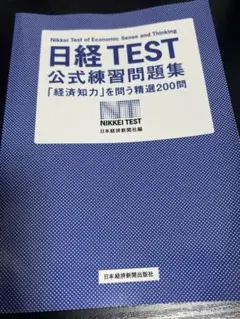 Nikkei Test of Economic Sense and Thinking
日経TEST
公式練習問題集
「経済知力」を問う精選200問
NT
NIKKEI TEST
日本経済新聞社編
日本経済新聞出版社